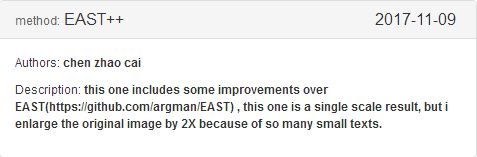 method: EAST++ 2017-11-09
Authors: chen zhao cai
Description: this one includes some improvements over
EAST(https://github.com/argman/EAST) , this one is a single scale result, but i
enlarge the original image by 2X because of so many small texts.